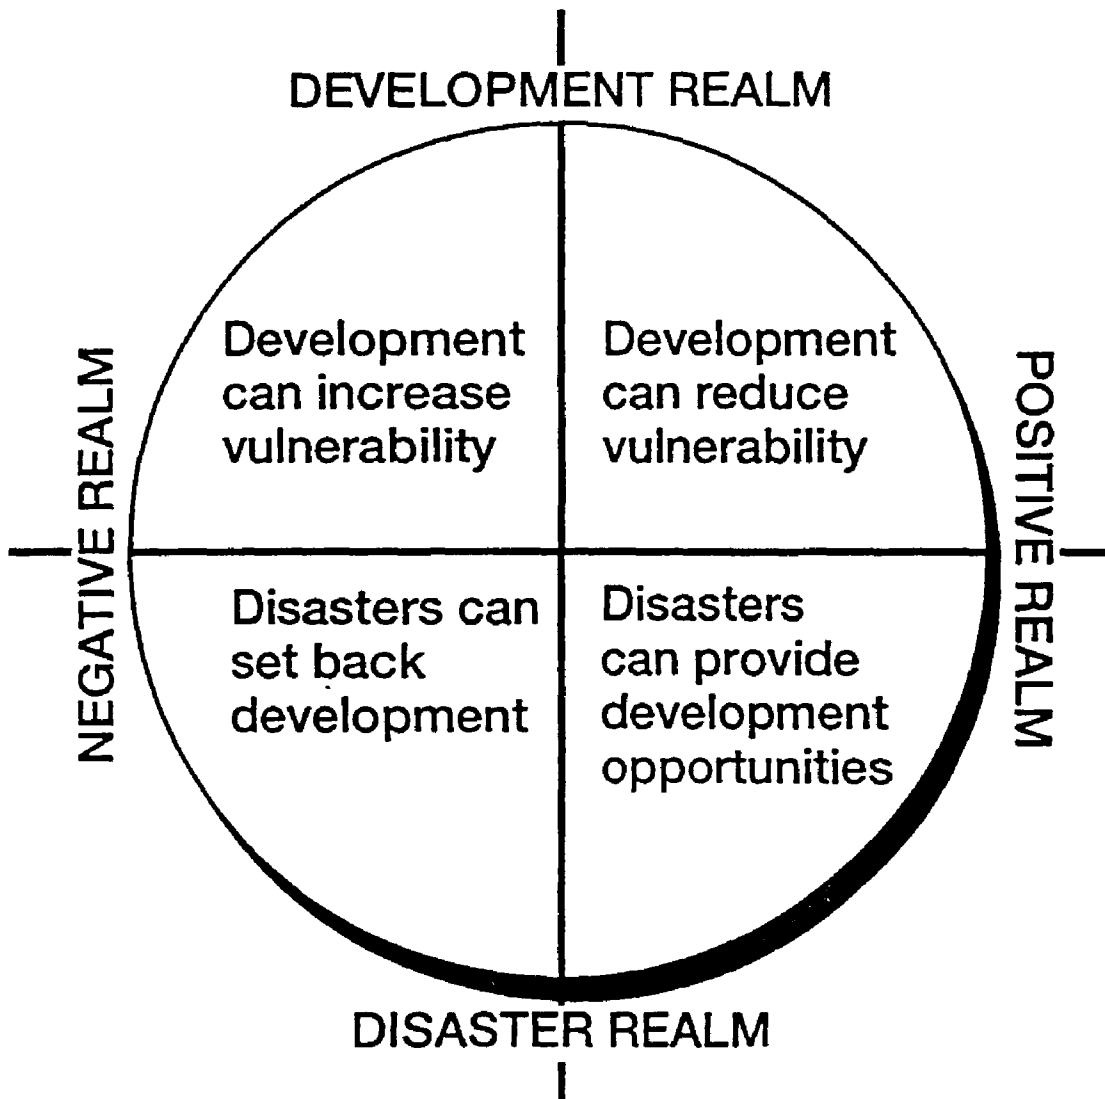 DEVELOPMENT REALM
NEGATIVE REALM
Development
can increase
vulnerability
Development
can reduce
vulnerability
POSITIVE REALM
Disasters can
set back
development
Disasters
can provide
development
opportunities
DISASTER REALM